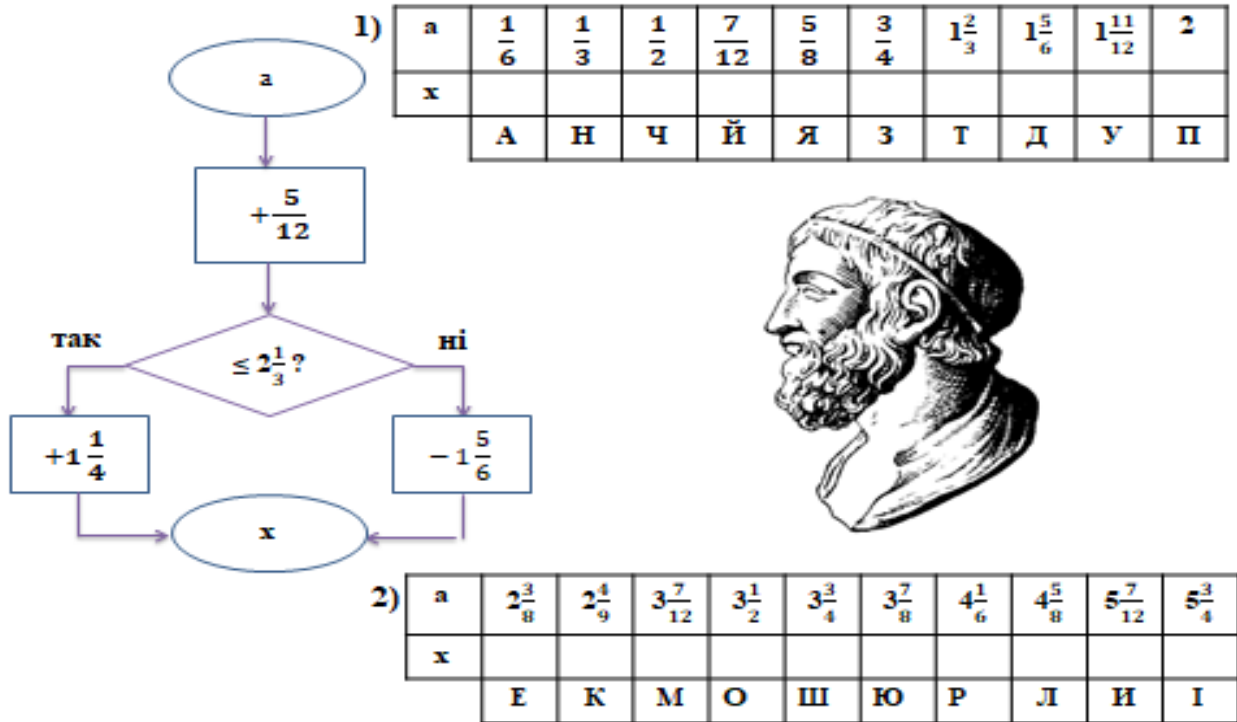 1) а 1/6 1/3 1/2 7/12 5/8 3/4 1 2/3 1 5/6 1 11/12 2
х
А Н Ч Й Я З Т Д У П
а
+ 5/12
так
≤ 2 1/3 ?
ні
+1 1/4
− 1 5/6
х
2) а 2 3/8 2 4/9 3 7/12 3 1/2 3 3/4 3 7/8 4 1/6 4 5/8 5 7/12 5 3/4
х
Е К М О Ш Ю Р Л И І